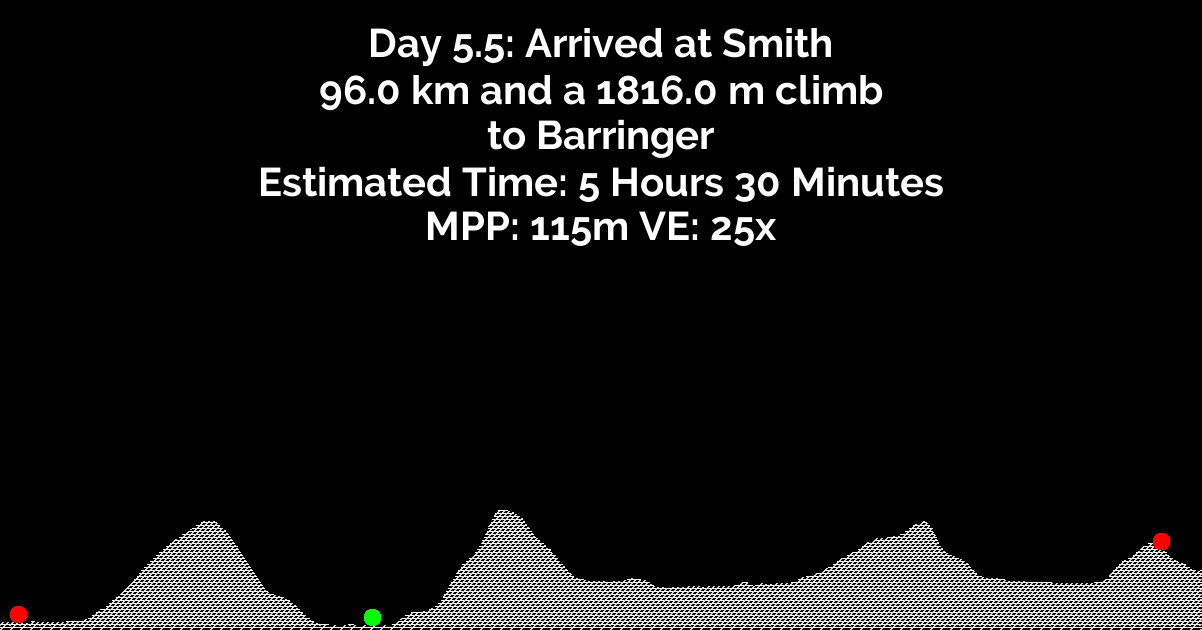 Day 5.5: Arrived at Smith
96.0 km and a 1816.0 m climb
to Barringer
Estimated Time: 5 Hours 30 Minutes
MPP: 115m VE: 25x